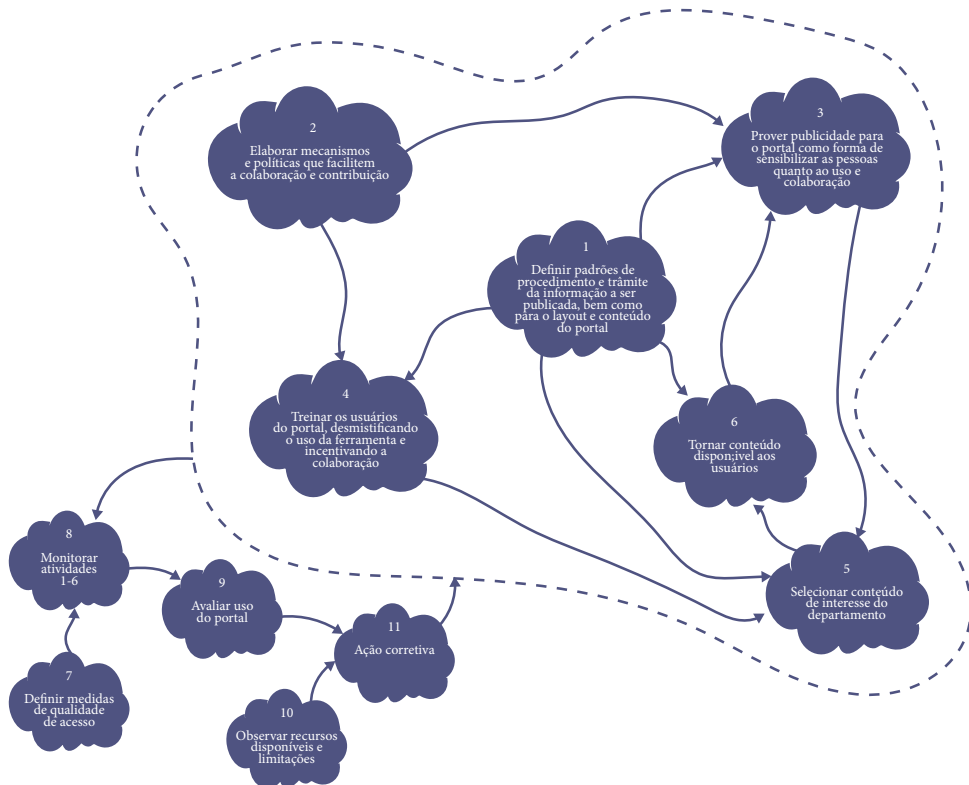 2
Elaborar mecanismos
e políticas que facilitem
a colaboração e contribuição
3
Prover publicidade para
o portal como forma de
sensibilizar as pessoas
quanto ao uso e
colaboração
1
Definir padrões de
procedimento e trâmite
da informação a ser
publicada, bem como
para o layout e conteúdo
do portal
4
Treinar os usuários
do portal, desmistificando
o uso da ferramenta e
incentivando a
colaboração
6
Tornar conteúdo
dispon;ível aos
usuários
8
Monitorar
atividades
1-6
9
Avaliar uso
do portal
5
Selecionar conteúdo
de interesse do
departamento
11
Ação corretiva
7
Definir medidas
de qualidade
de acesso
10
Observar recursos
disponíveis e
limitações